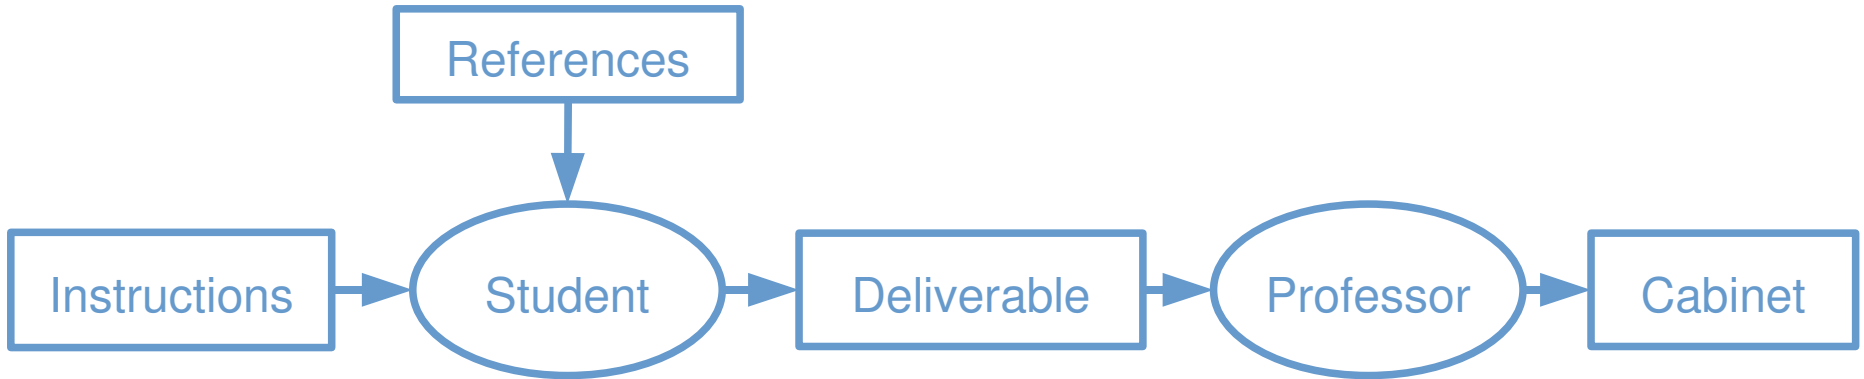 References
Instructions
Student
Deliverable
Professor
Cabinet